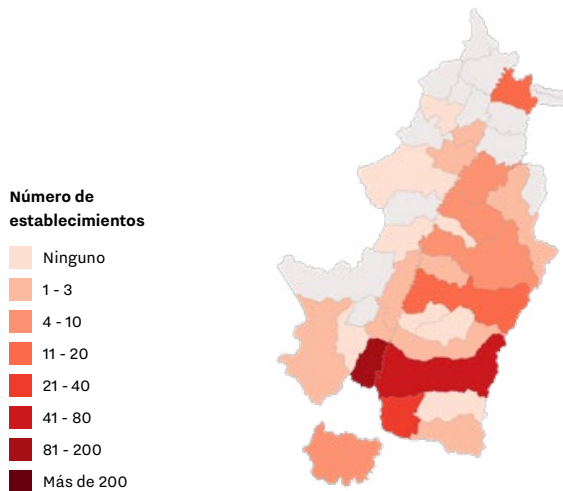 Número de
establecimientos
Ninguno
1 - 3
4 - 10
11 - 20
21 - 40
41 - 80
81 - 200
Más de 200